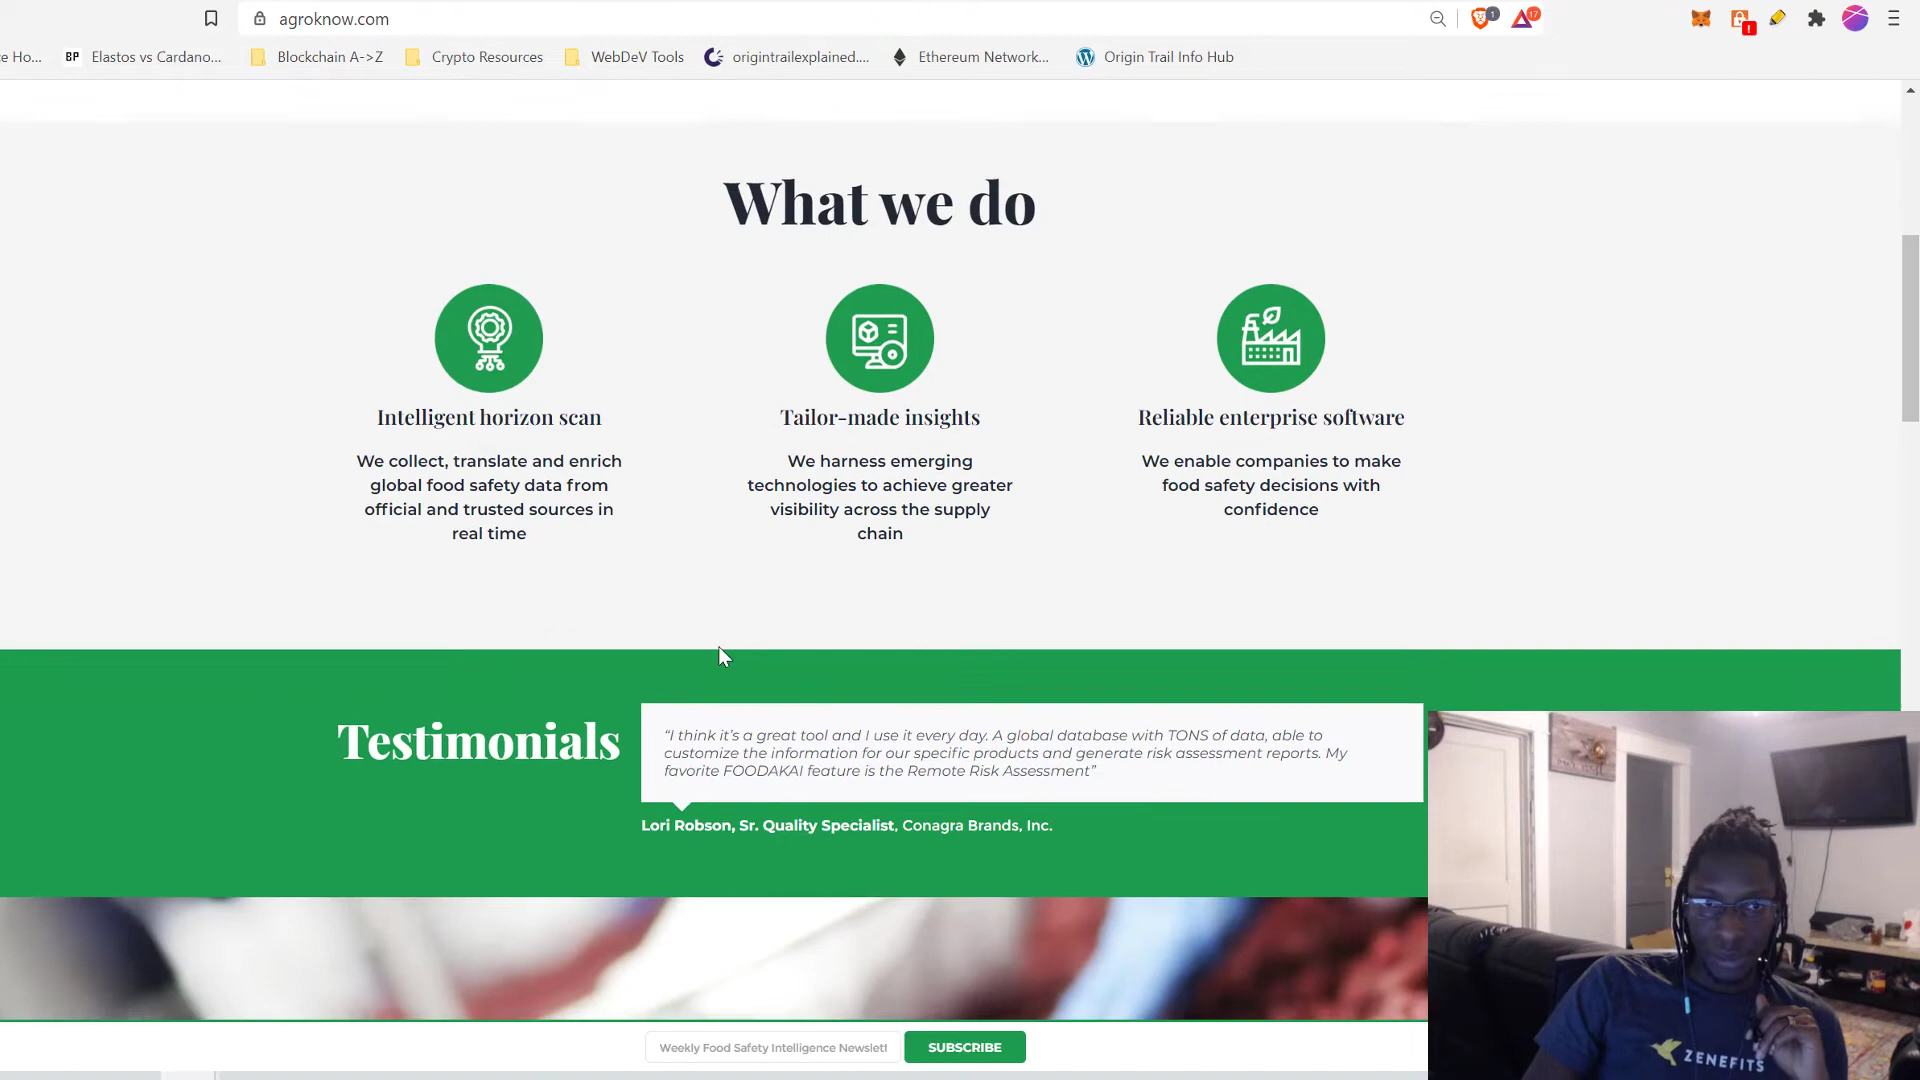 agroknow.com
1
17
ce Ho...
BP Elastos vs Cardano...
Blockchain A->Z
Crypto Resources
WebDeV Tools
origintrailexplained....
Ethereum Network...
Origin Trail Info Hub
What we do
Intelligent horizon scan
We collect, translate and enrich
global food safety data from
official and trusted sources in
real time
Tailor-made insights
We harness emerging
technologies to achieve greater
visibility across the supply
chain
Reliable enterprise software
We enable companies to make
food safety decisions with
confidence
Testimonials
“I think it’s a great tool and I use it every day. A global database with TONS of data, able to
customize the information for our specific products and generate risk assessment reports. My
favorite FOODAKAI feature is the Remote Risk Assessment”
Lori Robson, Sr. Quality Specialist, Conagra Brands, Inc.
Weekly Food Safety Intelligence Newslett
SUBSCRIBE
ZENEFITS